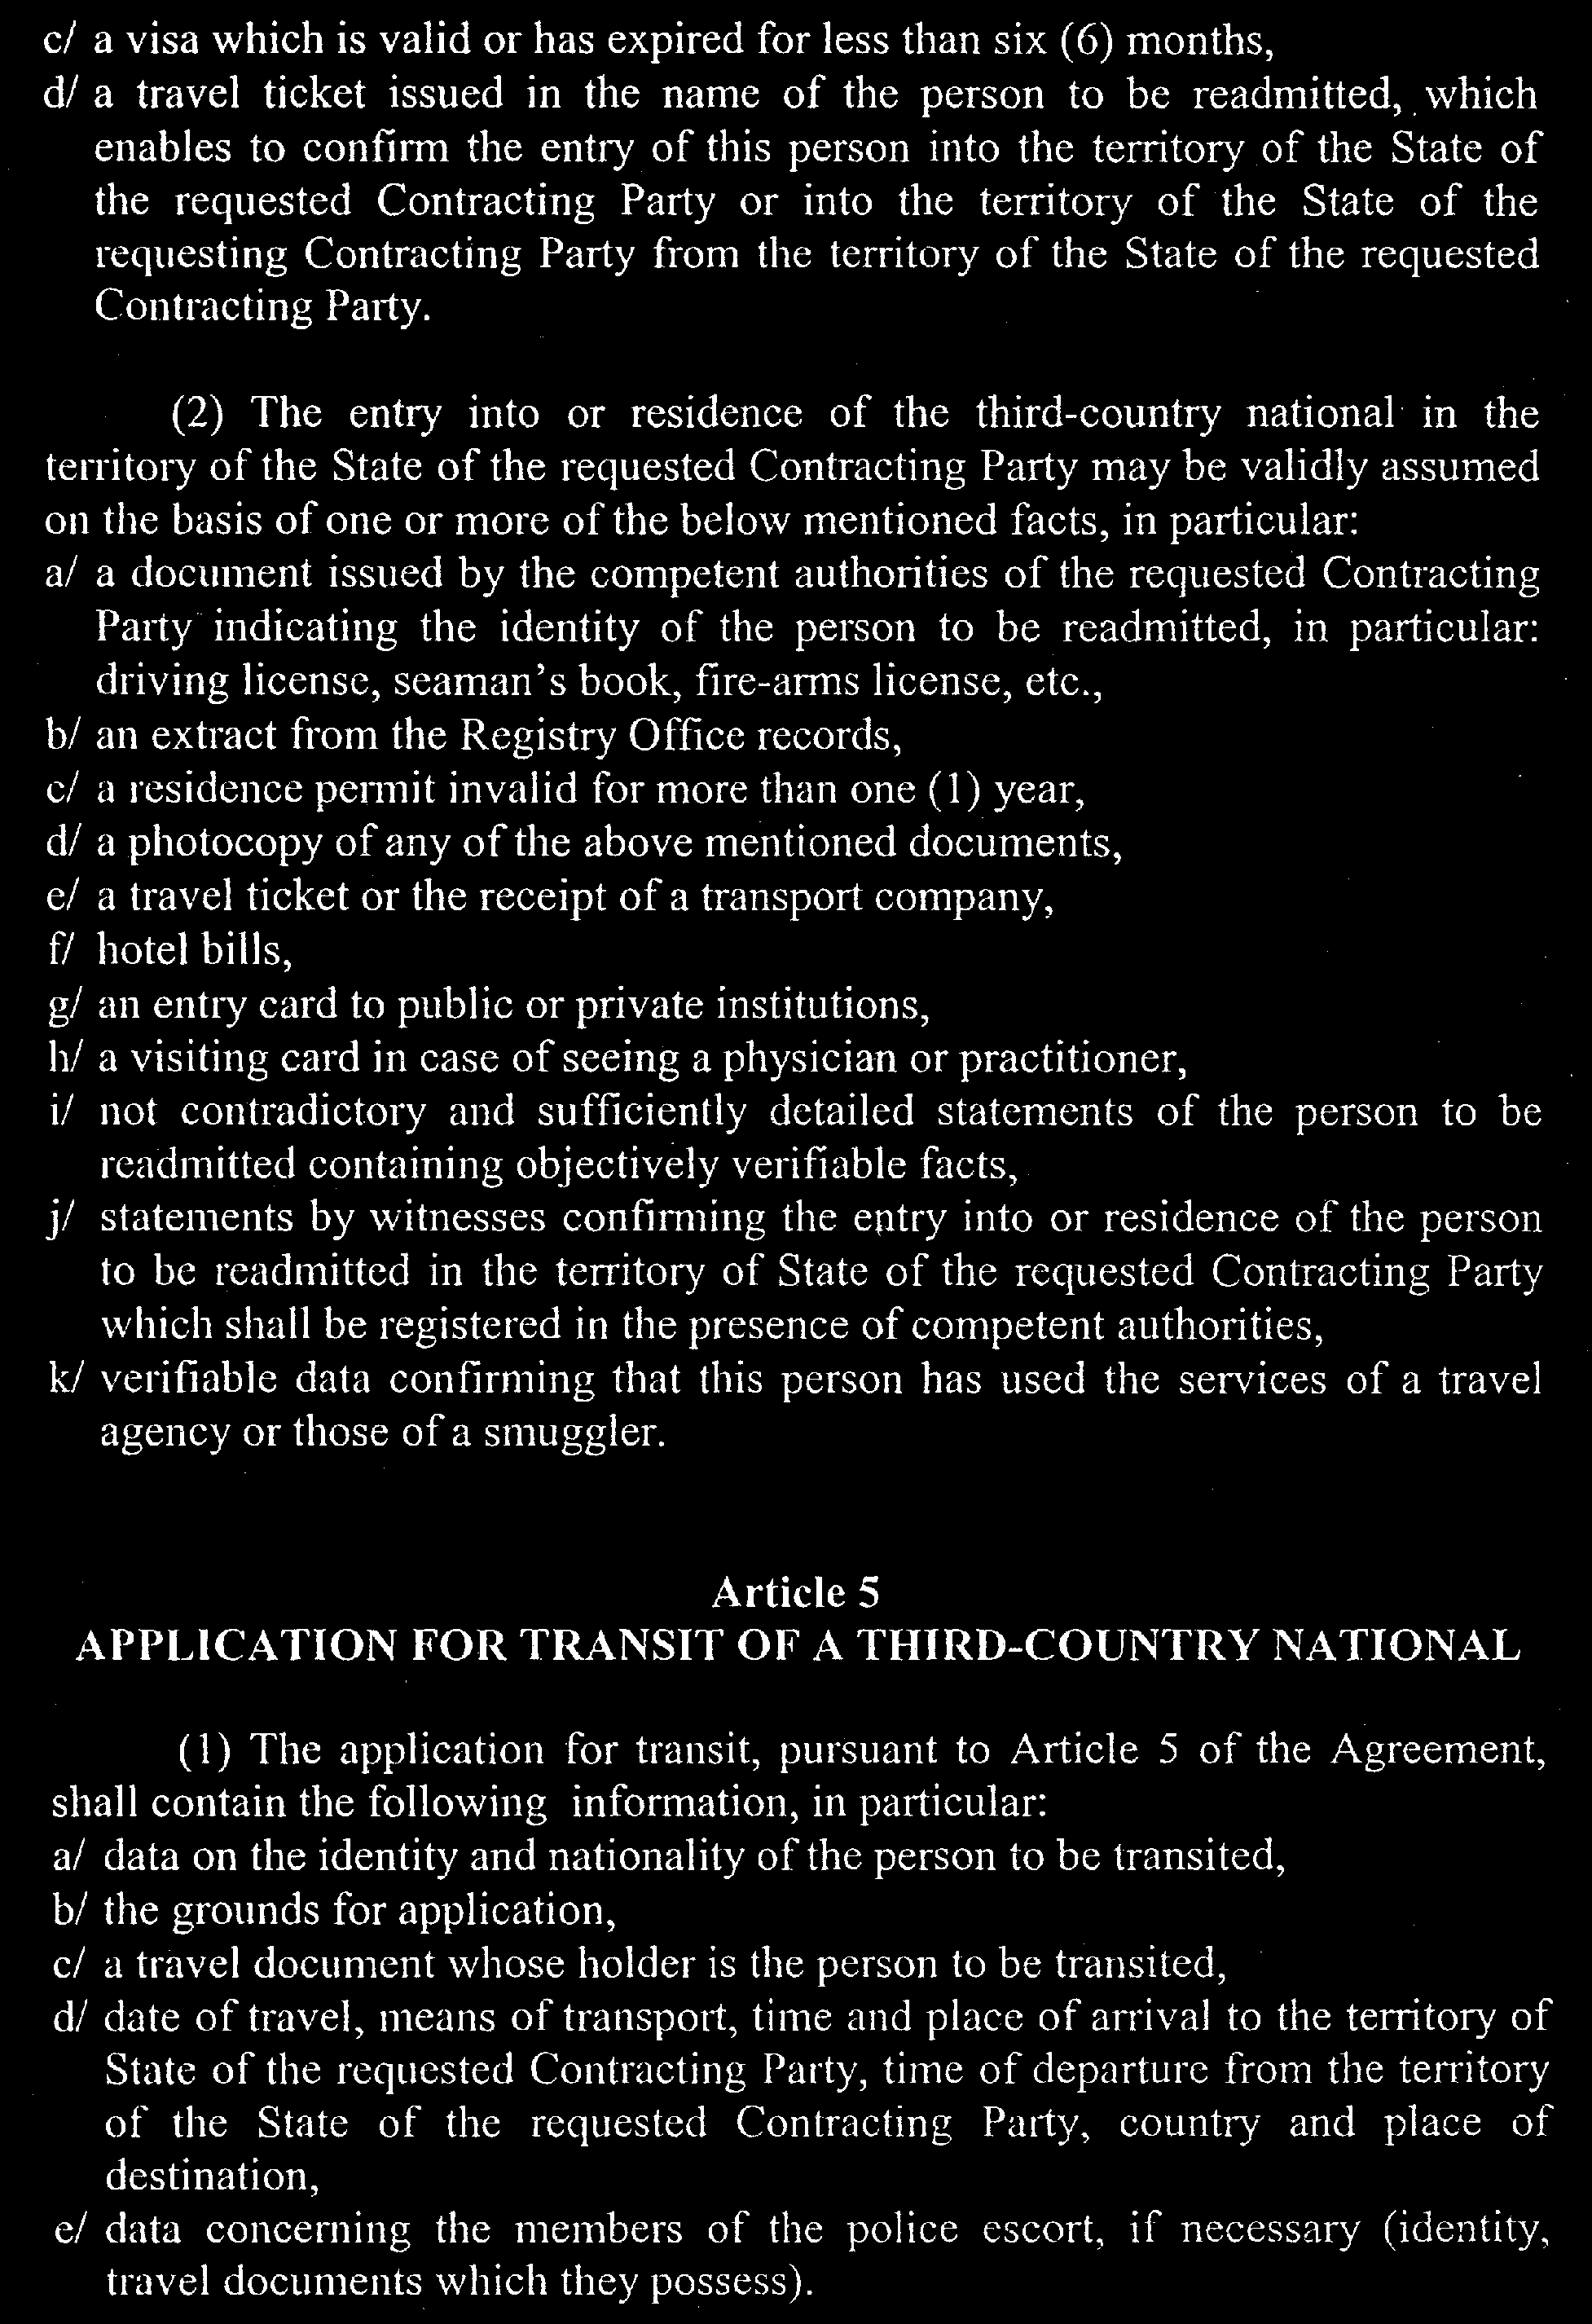 c/ a visa which is valid or has expired for less than six (6) months,
d/ a travel ticket issued in the name of the person to be readmitted, which
enables to confirm the entry of this person into the territory of the State of
the requested Contracting Party or into the territory of the State of the
requesting Contracting Party from the territory of the State of the requested
Contracting Party.
(2) The entry into or residence of the third-country national in the
territory of the State of the requested Contracting Party may be validly assumed
on the basis of one or more of the below mentioned facts, in particular:
a/ a document issued by the competent authorities of the requested Contracting
Party indicating the identity of the person to be readmitted, in particular:
driving license, seaman's book, fire-arms license, etc.,
b/ an extract from the Registry Office records,
c/ a residence permit invalid for more than one (1) year,
d/ a photocopy of any of the above mentioned documents,
e/ a travel ticket or the receipt of a transport company,
f/ hotel bills,
g/ an entry card to public or private institutions,
h/ a visiting card in case of seeing a physician or practitioner,
i/ not contradictory and sufficiently detailed statements of the person to be
readmitted containing objectively verifiable facts,
j/ statements by witnesses confirming the entry into or residence of the person
to be readmitted in the territory of State of the requested Contracting Party
which shall be registered in the presence of competent authorities,
k/ verifiable data confirming that this person has used the services of a travel
agency or those of a smuggler.
Article 5
APPLICATION FOR TRANSIT OF A THIRD-COUNTRY NATIONAL
(1) The application for transit, pursuant to Article 5 of the Agreement,
shall contain the following information, in particular:
a/ data on the identity and nationality of the person to be transited,
b/ the grounds for application,
c/ a travel document whose holder is the person to be transited,
d/ date of travel, means of transport, time and place of arrival to the territory of
State of the requested Contracting Party, time of departure from the territory
of the State of the requested Contracting Party, country and place of
destination,
e/ data concerning the members of the police escort, if necessary (identity,
travel documents which they possess).